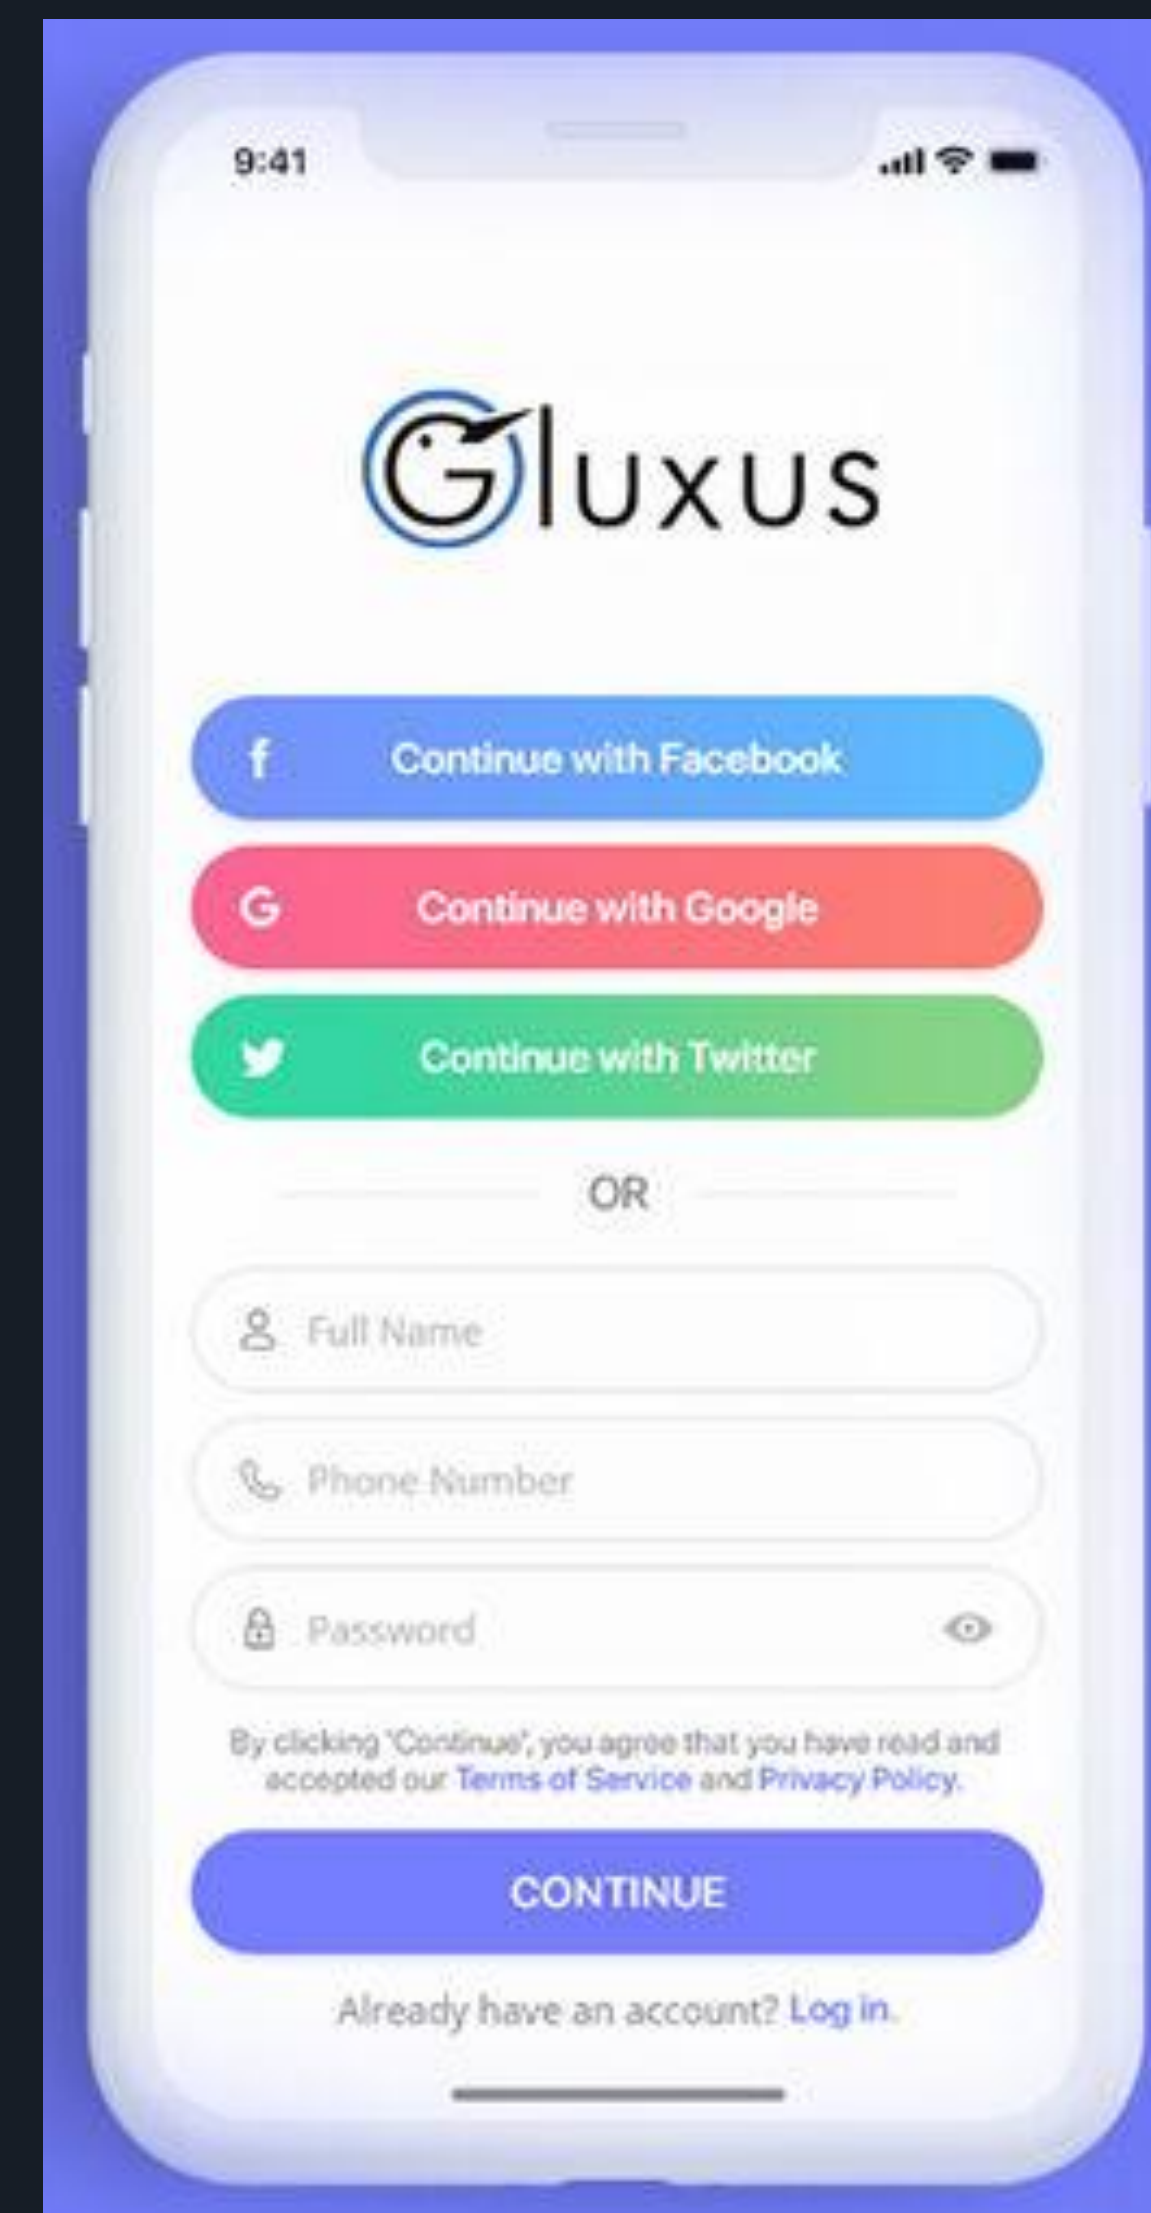 9:41
Gluxus
f Continue with Facebook
G Continue with Google
Continue with Twitter
OR
Full Name
Phone Number
Password
By clicking 'Continue', you agree that you have read and
accepted our Terms of Service and Privacy Policy.
CONTINUE
Already have an account? Log in.